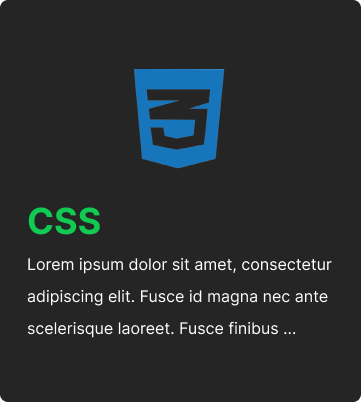 CSS
Lorem ipsum dolor sit amet, consectetur
adipiscing elit. Fusce id magna nec ante
scelerisque laoreet. Fusce finibus ...